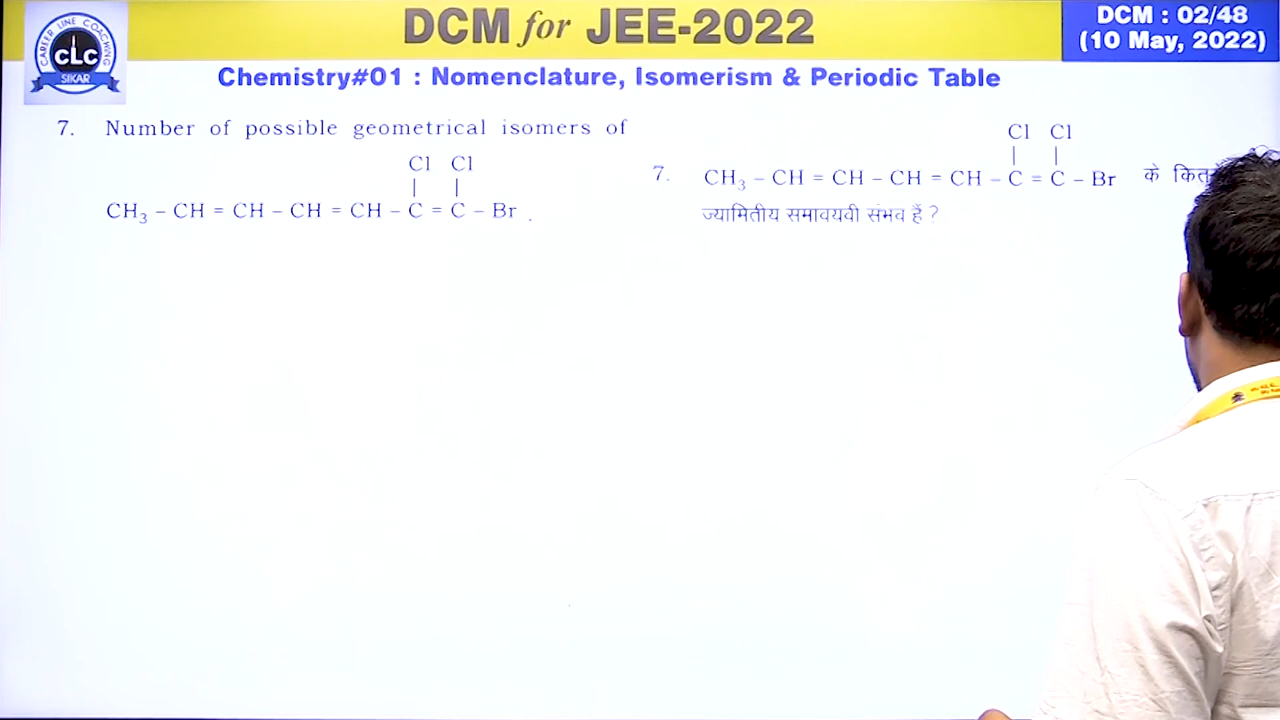 DCM for JEE-2022
DCM : 02/48
(10 May, 2022)
CAREER LINE COACHING
CLC
SIKAR
Chemistry#01 : Nomenclature, Isomerism & Periodic Table
7. Number of possible geometrical isomers of
Cl Cl
| |
CH₃ – CH = CH – CH = CH – C = C – Br .
Cl Cl
| |
7. CH₃ – CH = CH – CH = CH – C = C – Br के
ज्यामितीय समावयवी संभव हैं ?